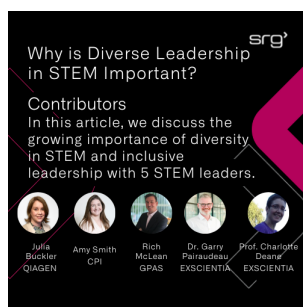 srg
Why is Diverse Leadership
in STEM Important?
Contributors
In this article, we discuss the
growing importance of diversity
in STEM and inclusive
leadership with 5 STEM leaders.
Julia
Buckler
QIAGEN
Amy Smith
CPI
Rich
McLean
GPAS
Dr. Garry
Pairaudeau
EXSCIENTIA
Prof. Charlotte
Deane
EXSCIENTIA